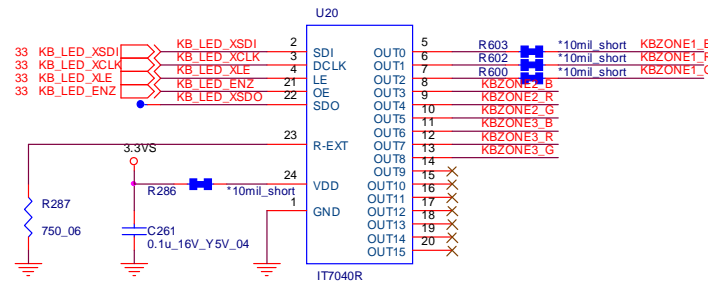 U20
33 KB_LED_XSDI KB_LED_XSDI 2 SDI OUT0 5 R603 *10mil_short KBZONE1_B
33 KB_LED_XCLK KB_LED_XCLK 3 DCLK OUT1 6 R602 *10mil_short KBZONE1_R
33 KB_LED_XLE KB_LED_XLE 4 LE OUT2 7 R600 *10mil_short KBZONE1_G
33 KB_LED_ENZ KB_LED_ENZ 21 OE OUT3 8 KBZONE2_B
KB_LED_XSDO 22 SDO OUT4 9 KBZONE2_R
OUT5 10 KBZONE2_G
OUT6 11 KBZONE3_B
23 R-EXT OUT7 12 KBZONE3_R
OUT8 13 KBZONE3_G
3.3VS OUT9 14
R286 *10mil_short 24 VDD OUT10 15
OUT11 16
R287 1 GND OUT12 17
750_06 C261 OUT13 18
0.1u_16V_Y5V_04 OUT14 19
OUT15 20
IT7040R